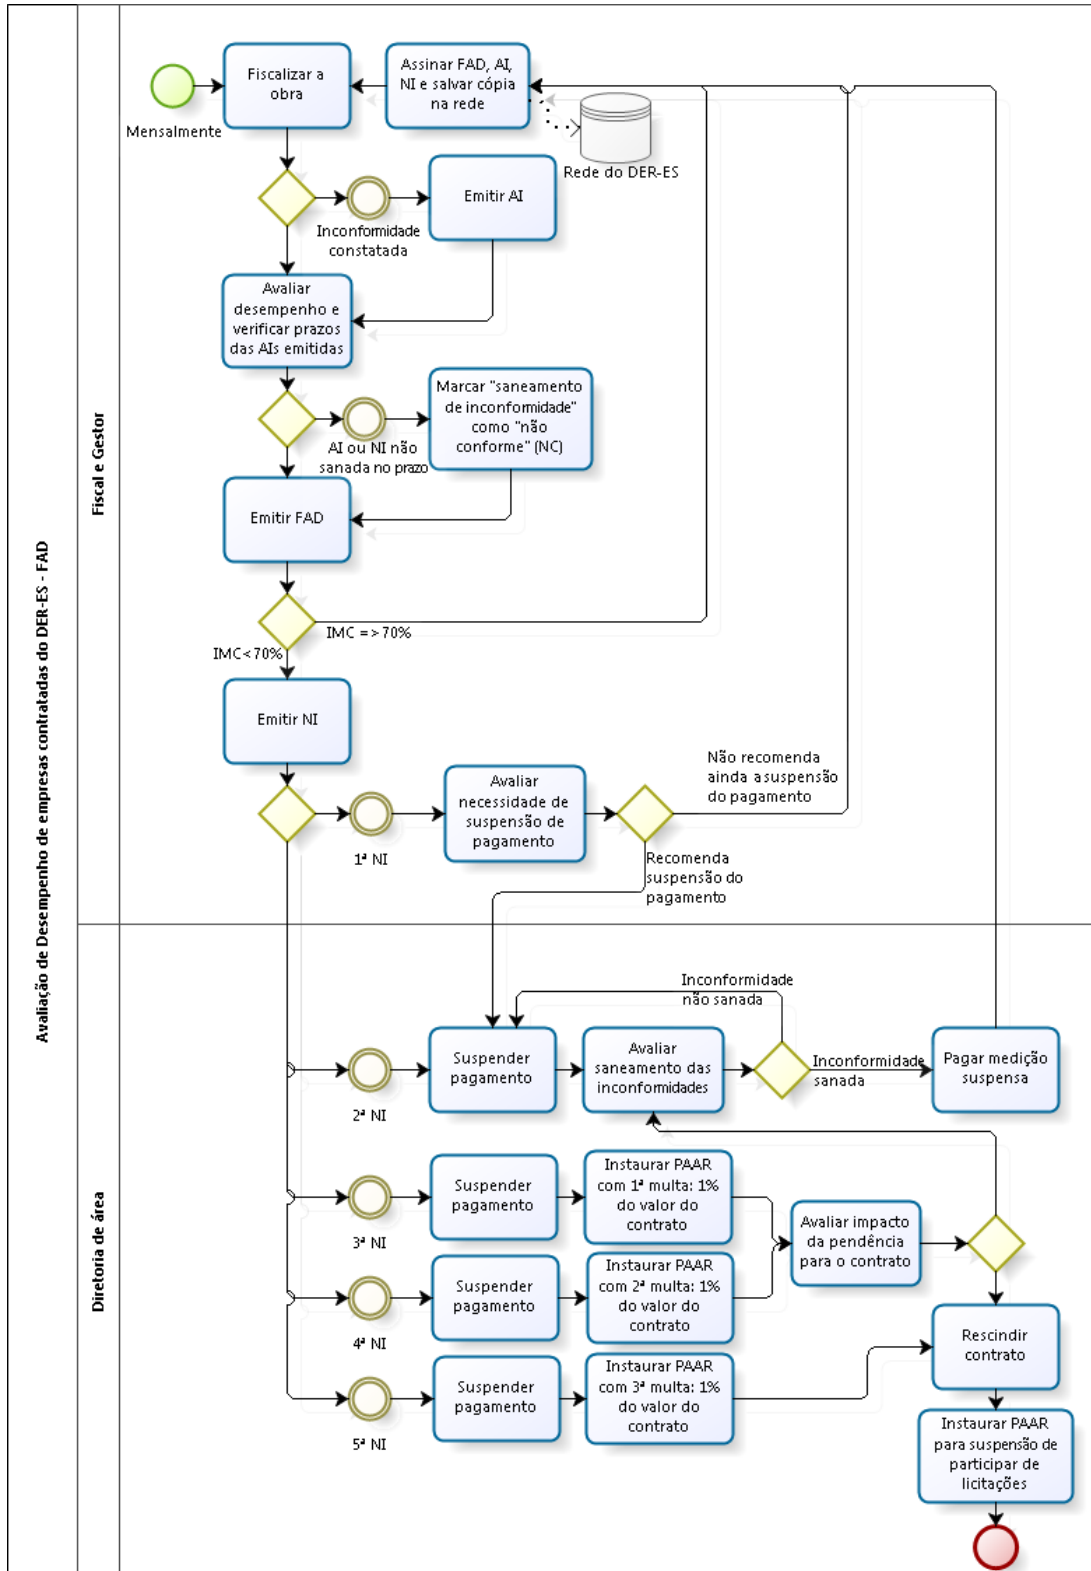 Avaliação de Desempenho de empresas contratadas do DER-ES - FAD
Fiscal e Gestor
Mensalmente
Fiscalizar a
obra
Assinar FAD, AI,
NI e salvar cópia
na rede
Rede do DER-ES
Inconformidade
constatada
Emitir AI
Avaliar
desempenho e
verificar prazos
das AIs emitidas
AI ou NI não
sanada no prazo
Marcar "saneamento
de inconformidade"
como "não
conforme" (NC)
Emitir FAD
IMC =>70%
IMC<70%
Emitir NI
1ª NI
Avaliar
necessidade de
suspensão de
pagamento
Não recomenda
ainda a suspensão
do pagamento
Recomenda
suspensão do
pagamento
Diretoria de área
2ª NI
Suspender
pagamento
Avaliar
saneamento das
inconformidades
Inconformidade
não sanada
Inconformidade
sanada
Pagar medição
suspensa
3ª NI
Suspender
pagamento
Instaurar PAAR
com 1ª multa: 1%
do valor do
contrato
Avaliar impacto
da pendência
para o contrato
4ª NI
Suspender
pagamento
Instaurar PAAR
com 2ª multa: 1%
do valor do
contrato
Rescindir
contrato
5ª NI
Suspender
pagamento
Instaurar PAAR
com 3ª multa: 1%
do valor do
contrato
Instaurar PAAR
para suspensão de
participar de
licitações